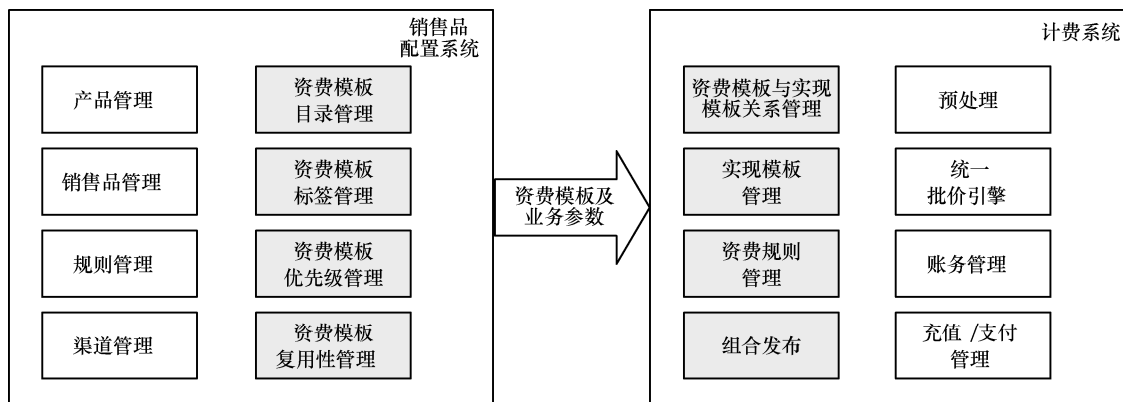 销售品
配置系统
产品管理
资费模板
目录管理
销售品管理
资费模板
标签管理
规则管理
资费模板
优先级管理
渠道管理
资费模板
复用性管理
资费模板及
业务参数
计费系统
资费模板与实现
模板关系管理
预处理
实现模板
管理
统一
批价引擎
资费规则
管理
账务管理
组合发布
充值 /支付
管理